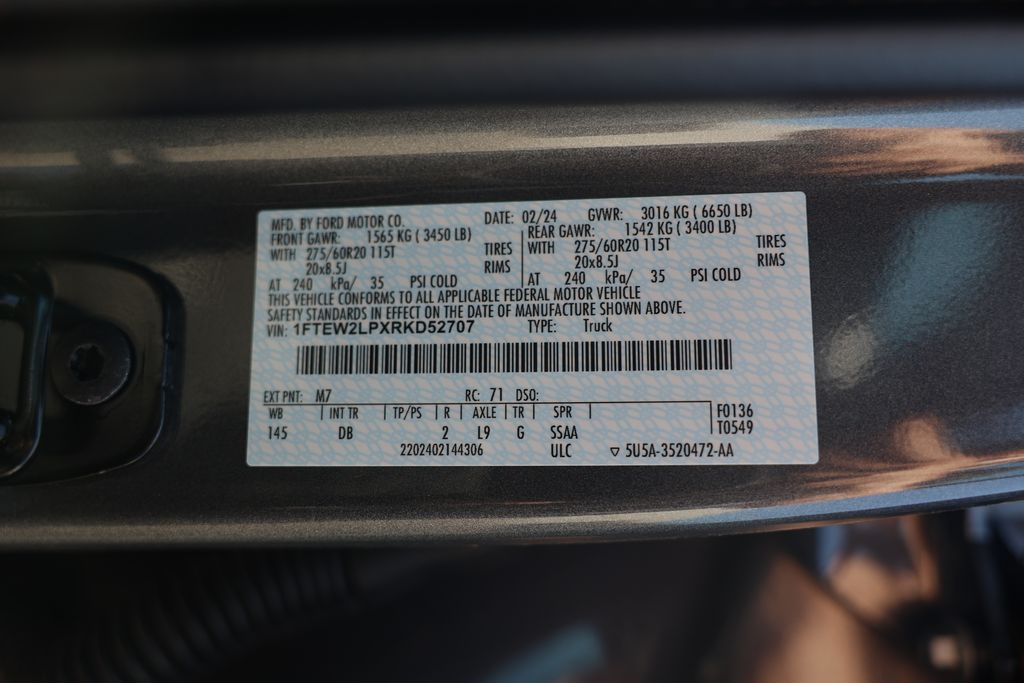 MFD. BY FORD MOTOR CO. DATE: 02/24 GVWR: 3016 KG ( 6650 LB)
FRONT GAWR: 1565 KG ( 3450 LB) REAR GAWR: 1542 KG ( 3400 LB)
WITH 275/60R20 115T TIRES WITH 275/60R20 115T TIRES
20x8.5J RIMS 20x8.5J RIMS
AT 240 kPa/ 35 PSI COLD AT 240 kPa/ 35 PSI COLD
THIS VEHICLE CONFORMS TO ALL APPLICABLE FEDERAL MOTOR VEHICLE
SAFETY STANDARDS IN EFFECT ON THE DATE OF MANUFACTURE SHOWN ABOVE.
VIN: 1FTEW2LPXRKD52707 TYPE: Truck
EXT PNT: M7 RC: 71 DSO:
WB INT TR TP/PS R AXLE TR SPR F0136
145 DB 2 L9 G SSAA T0549
2202402144306 ULC ▽ 5U5A-3520472-AA